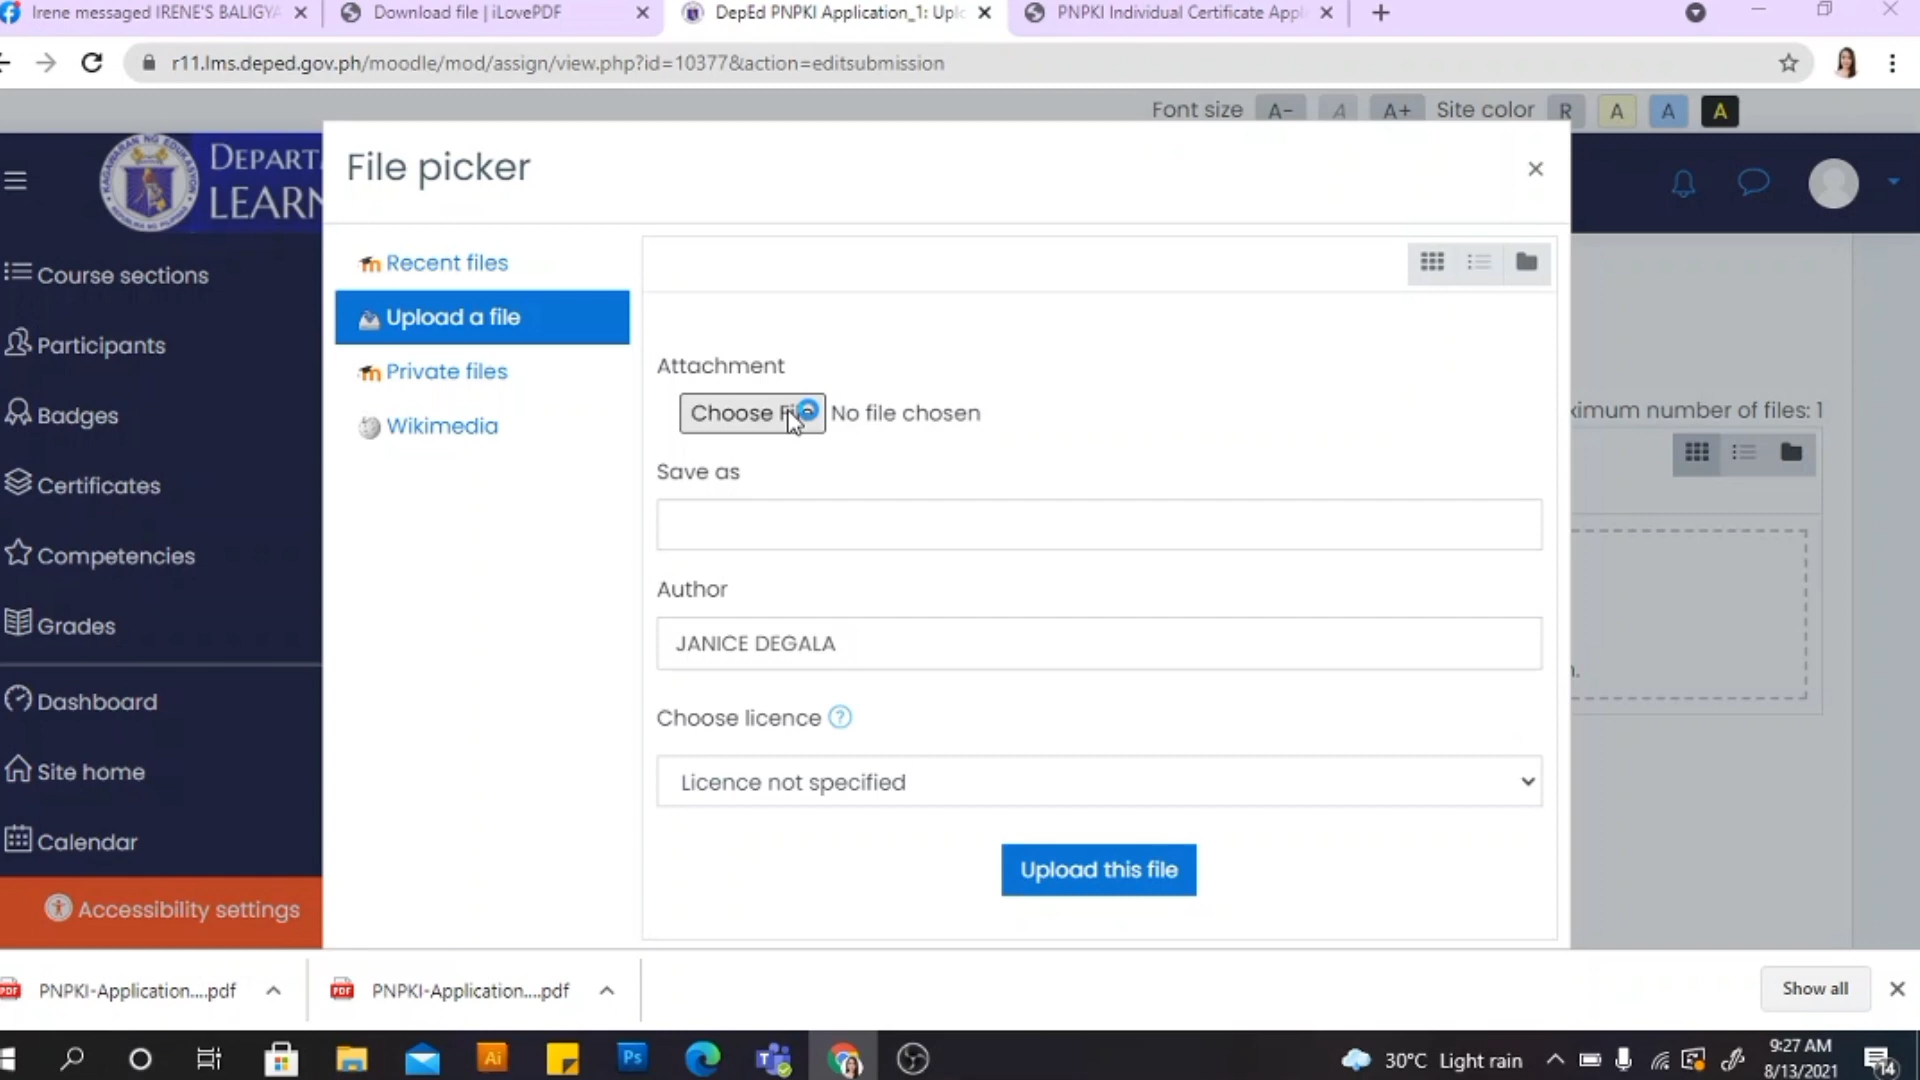 Irene messaged IRENE'S BALIGYA
Download file | iLovePDF
DepEd PNPKI Application_1: Uplo
PNPKI Individual Certificate Appl
r11.lms.deped.gov.ph/moodle/mod/assign/view.php?id=10377&action=editsubmission
Font size A- A A+ Site color R A A A
DEPART
LEARN
File picker
Course sections
Participants
Badges
Certificates
Competencies
Grades
Dashboard
Site home
Calendar
Accessibility settings
Recent files
Upload a file
Private files
Wikimedia
Attachment
Choose File No file chosen
Save as
Author
JANICE DEGALA
Choose licence ?
Licence not specified
Upload this file
ximum number of files: 1
PNPKI-Application....pdf
PNPKI-Application....pdf
Show all
Ai
Ps
30°C Light rain
9:27 AM
8/13/2021
14